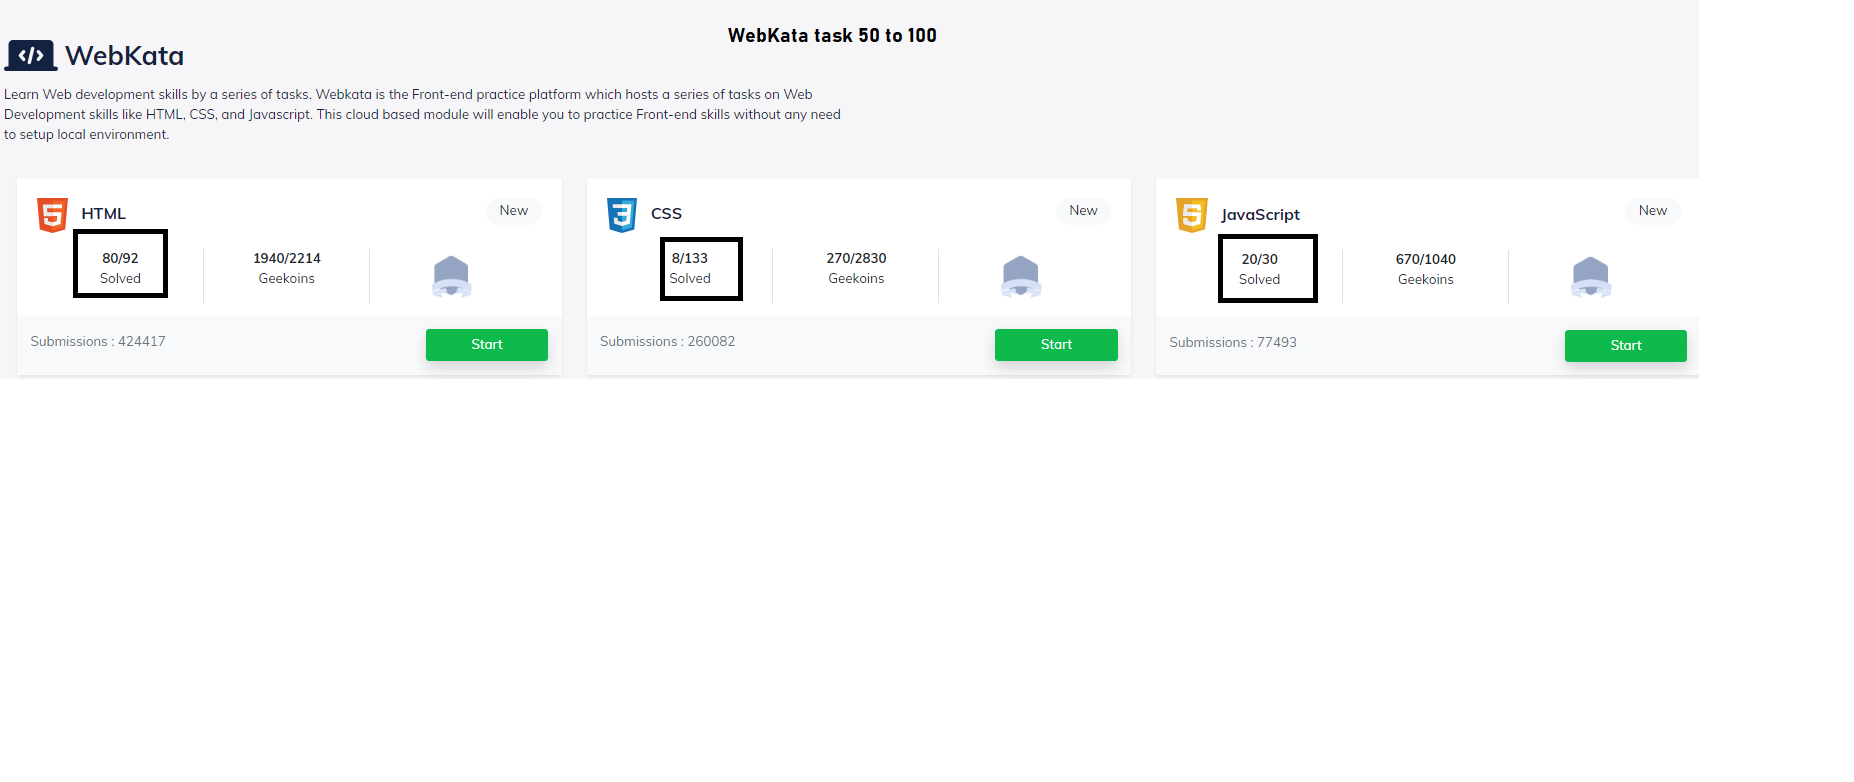 WebKata task 50 to 100
WebKata
Learn Web development skills by a series of tasks. Webkata is the Front-end practice platform which hosts a series of tasks on Web
Development skills like HTML, CSS, and Javascript. This cloud based module will enable you to practice Front-end skills without any need
to setup local environment.
HTML
New
80/92
Solved
1940/2214
Geekoins
Submissions : 424417
Start
CSS
New
8/133
Solved
270/2830
Geekoins
Submissions : 260082
Start
JavaScript
New
20/30
Solved
670/1040
Geekoins
Submissions : 77493
Start